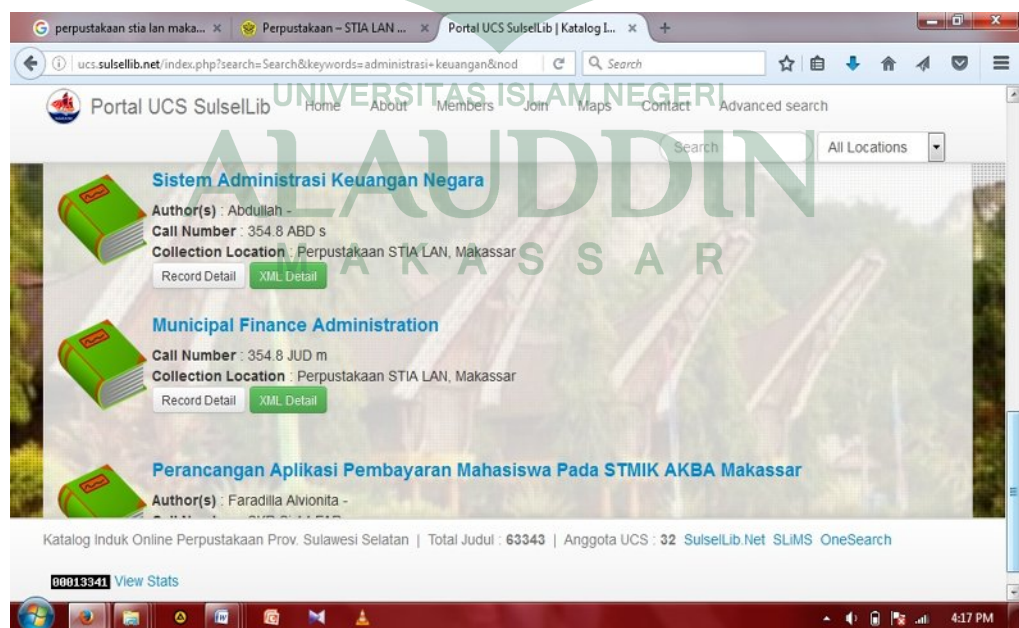 perpustakaan stia lan maka...
Perpustakaan – STIA LAN ...
Portal UCS SulselLib | Katalog I...
ucs.sulsellib.net/index.php?search=Search&keywords=administrasi+keuangan&nod
Search
Portal UCS SulselLib
Home About Members Join Maps Contact Advanced search
Search
All Locations
UNIVERSITAS ISLAM NEGERI
ALAUDDIN
MAKASSAR
Sistem Administrasi Keuangan Negara
Author(s) : Abdullah -
Call Number : 354.8 ABD s
Collection Location : Perpustakaan STIA LAN, Makassar
Record Detail XML Detail
Municipal Finance Administration
Call Number : 354.8 JUD m
Collection Location : Perpustakaan STIA LAN, Makassar
Record Detail XML Detail
Perancangan Aplikasi Pembayaran Mahasiswa Pada STMIK AKBA Makassar
Author(s) : Faradilla Alvionita -
Katalog Induk Online Perpustakaan Prov. Sulawesi Selatan | Total Judul : 63343 | Anggota UCS : 32 SulselLib.Net SLiMS OneSearch
00013341 View Stats
4:17 PM